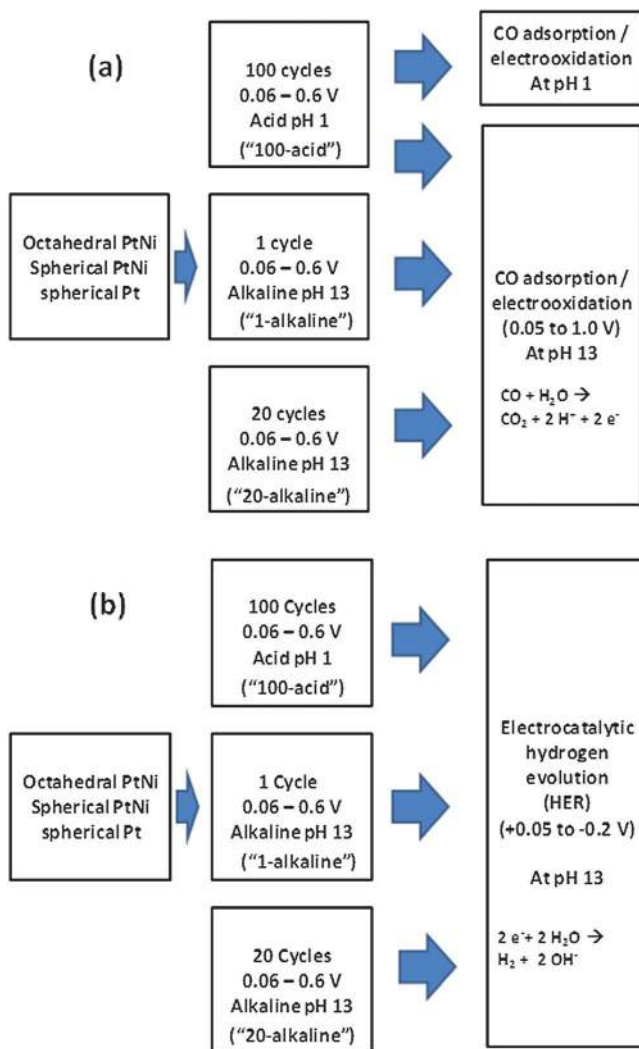 (a)
100 cycles
0.06 – 0.6 V
Acid pH 1
("100-acid")
CO adsorption /
electrooxidation
At pH 1
Octahedral PtNi
Spherical PtNi
spherical Pt
1 cycle
0.06 – 0.6 V
Alkaline pH 13
("1-alkaline")
20 cycles
0.06 – 0.6 V
Alkaline pH 13
("20-alkaline")
CO adsorption /
electrooxidation
(0.05 to 1.0 V)
At pH 13
CO + H₂O →
CO₂ + 2 H⁺ + 2 e⁻
(b)
100 Cycles
0.06 – 0.6 V
Acid pH 1
("100-acid")
Octahedral PtNi
Spherical PtNi
spherical Pt
1 Cycle
0.06 – 0.6 V
Alkaline pH 13
("1-alkaline")
20 Cycles
0.06 – 0.6 V
Alkaline pH 13
("20-alkaline")
Electrocatalytic
hydrogen
evolution
(HER)
(+0.05 to -0.2 V)
At pH 13
2 e⁻ + 2 H₂O →
H₂ + 2 OH⁻